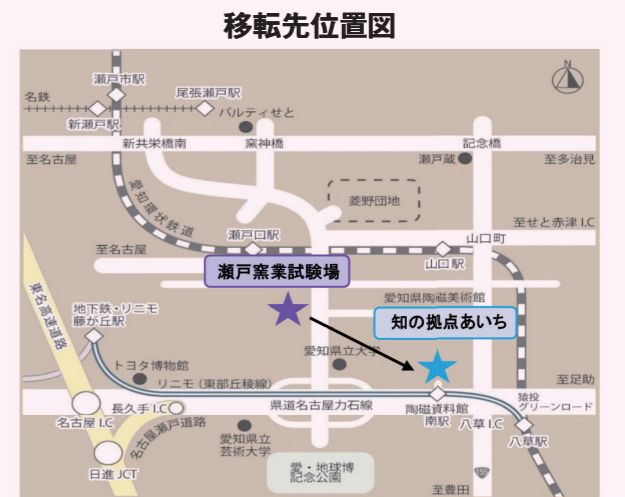 移転先位置図
N
瀬戸市駅
名鉄
尾張瀬戸駅
新瀬戸駅
パルティせと
新共栄橋南
窯神橋
記念橋
至名古屋
瀬戸蔵
至多治見
愛知環状鉄道
菱野団地
至せと赤津 I.C
瀬戸口駅
山口町
至名古屋
山口駅
瀬戸窯業試験場
愛知県陶磁美術館
東名高速道路
地下鉄・リニモ
藤が丘駅
知の拠点あいち
愛知県立大学
トヨタ博物館
リニモ（東部丘稜線）
至足助
名古屋 I.C
長久手 I.C
県道名古屋力石線
陶磁資料館
南駅
八草 I.C
猿投
グリーンロード
名古屋瀬戸道路
八草駅
愛知県立
芸術大学
日進 JCT
愛・地球博
記念公園
155
至豊田